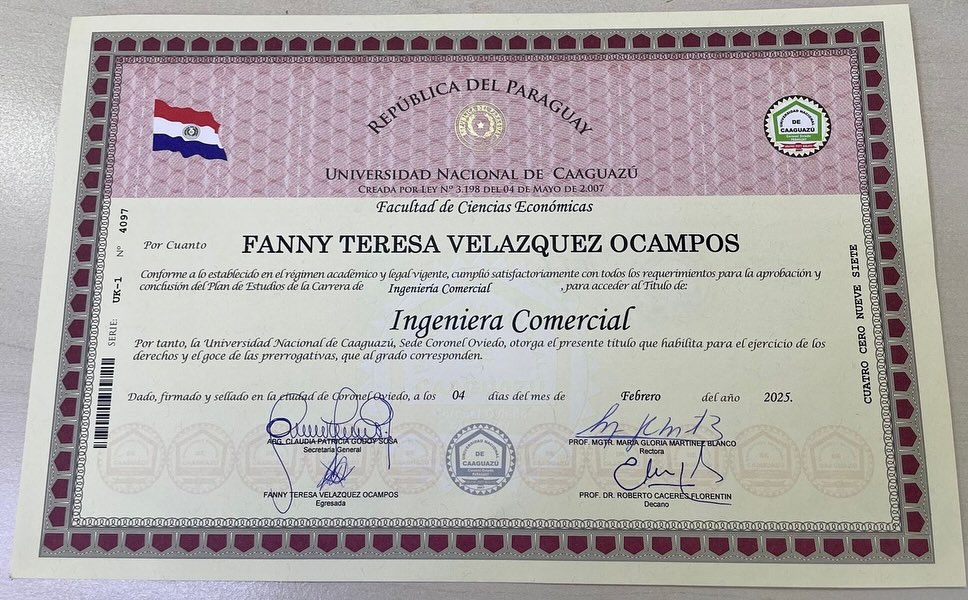 REPÚBLICA DEL PARAGUAY
UNIVERSIDAD NACIONAL DE CAAGUAZÚ
CREADA POR LEY Nº 3.198 DEL 04 DE MAYO DE 2.007
Facultad de Ciencias Económicas
UNIVERSIDAD NACIONAL
DE
CAAGUAZÚ
SERIE: UK-1 Nº 4097
Por Cuanto FANNY TERESA VELAZQUEZ OCAMPOS
Conforme a lo establecido en el régimen académico y legal vigente, cumplió satisfactoriamente con todos los requerimientos para la aprobación y
conclusión del Plan de Estudios de la Carrera de Ingeniería Comercial , para acceder al Título de:
Ingeniera Comercial
Por tanto, la Universidad Nacional de Caaguazú, Sede Coronel Oviedo, otorga el presente título que habilita para el ejercicio de los
derechos y el goce de las prerrogativas, que al grado corresponden.
Dado, firmado y sellado en la ciudad de Coronel Oviedo, a los 04 días del mes de Febrero del año 2025.
ABG. CLAUDIA PATRICIA GODOY SOSA
Secretaria General
PROF. MGTR. MARÍA GLORIA MARTINEZ BLANCO
Rectora
FANNY TERESA VELAZQUEZ OCAMPOS
Egresada
PROF. DR. ROBERTO CACERES FLORENTIN
Decano
DE
CAAGUAZÚ
CUATRO CERO NUEVE SIETE